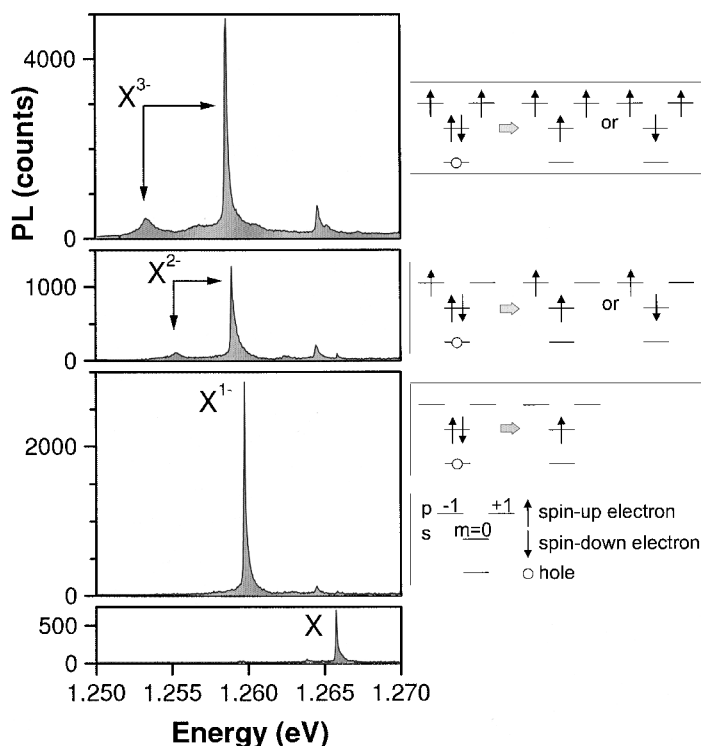 4000
2000
0
X3-
1000
0
X2-
2000
0
X1-
500
0
X
PL (counts)
1.250 1.255 1.260 1.265 1.270
Energy (eV)
or
or
p -1 +1
s m=0
spin-up electron
spin-down electron
hole